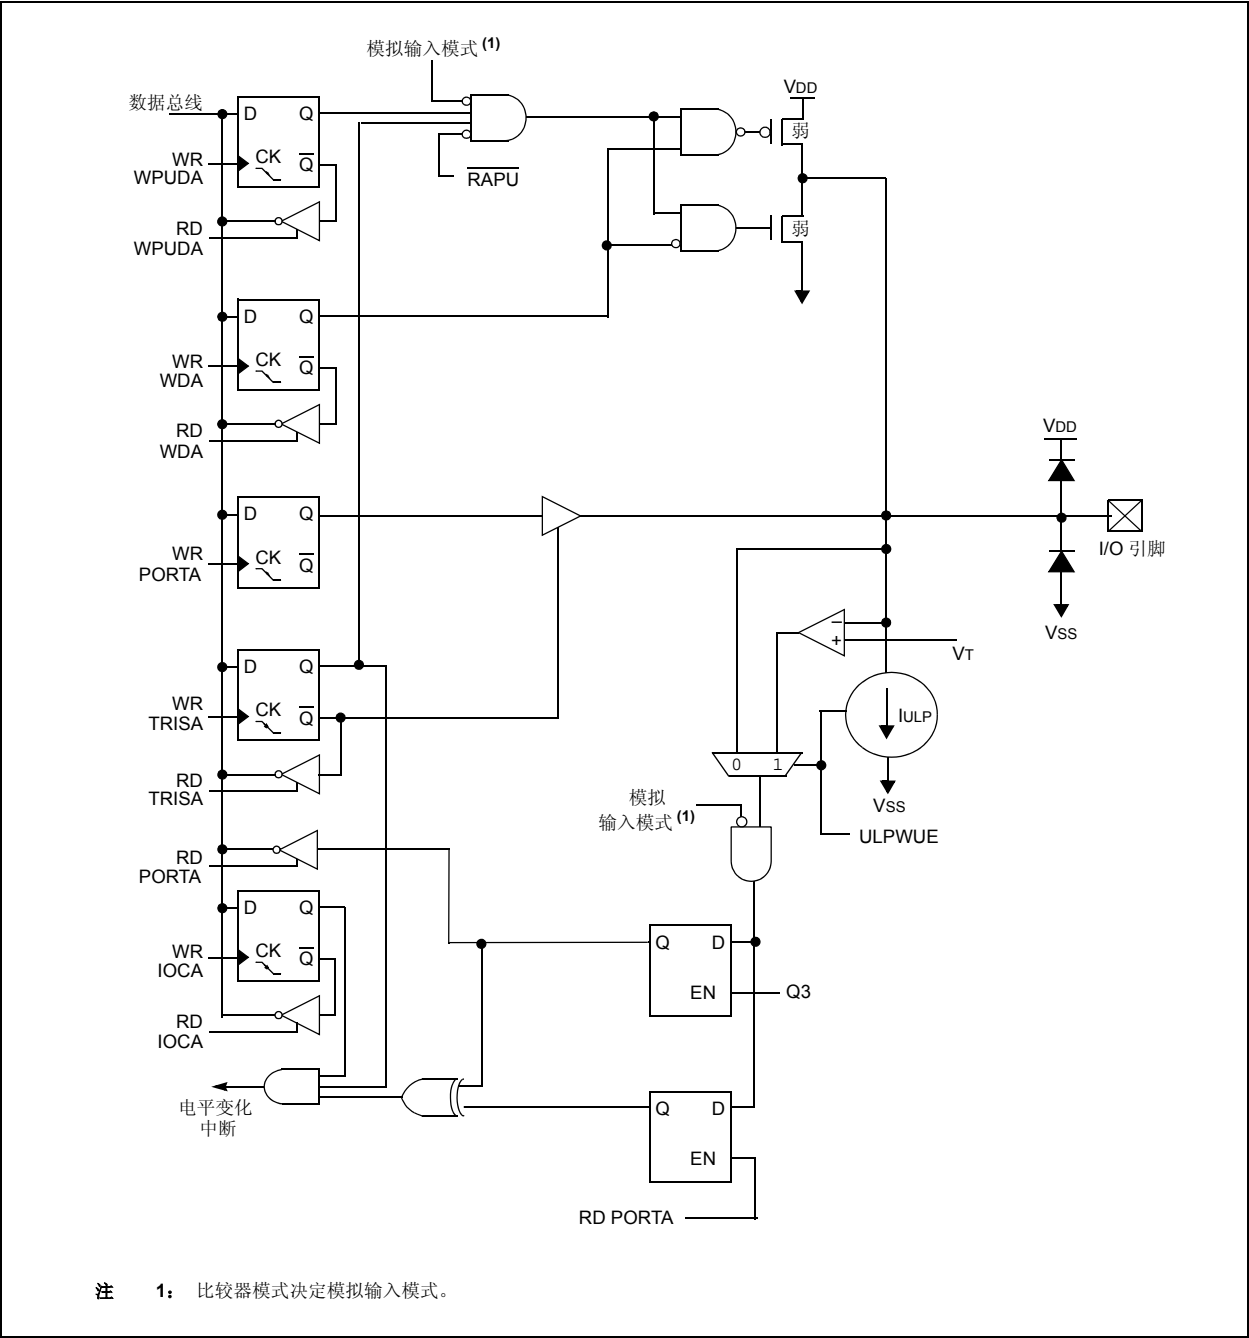 模拟输入模式 (1)
VDD
数据总线
D Q
弱
WR
WPUDA
CK Q
RAPU
RD
WPUDA
弱
D Q
WR
WDA
CK Q
RD
WDA
VDD
D Q
WR
PORTA
CK Q
I/O 引脚
VSS
−
+
VT
D Q
WR
TRISA
CK Q
IULP
RD
TRISA
0 1
模拟
输入模式 (1)
VSS
ULPWUE
RD
PORTA
D Q
WR
IOCA
CK Q
Q D
EN
Q3
RD
IOCA
电平变化
中断
Q D
EN
RD PORTA
注 1： 比较器模式决定模拟输入模式。